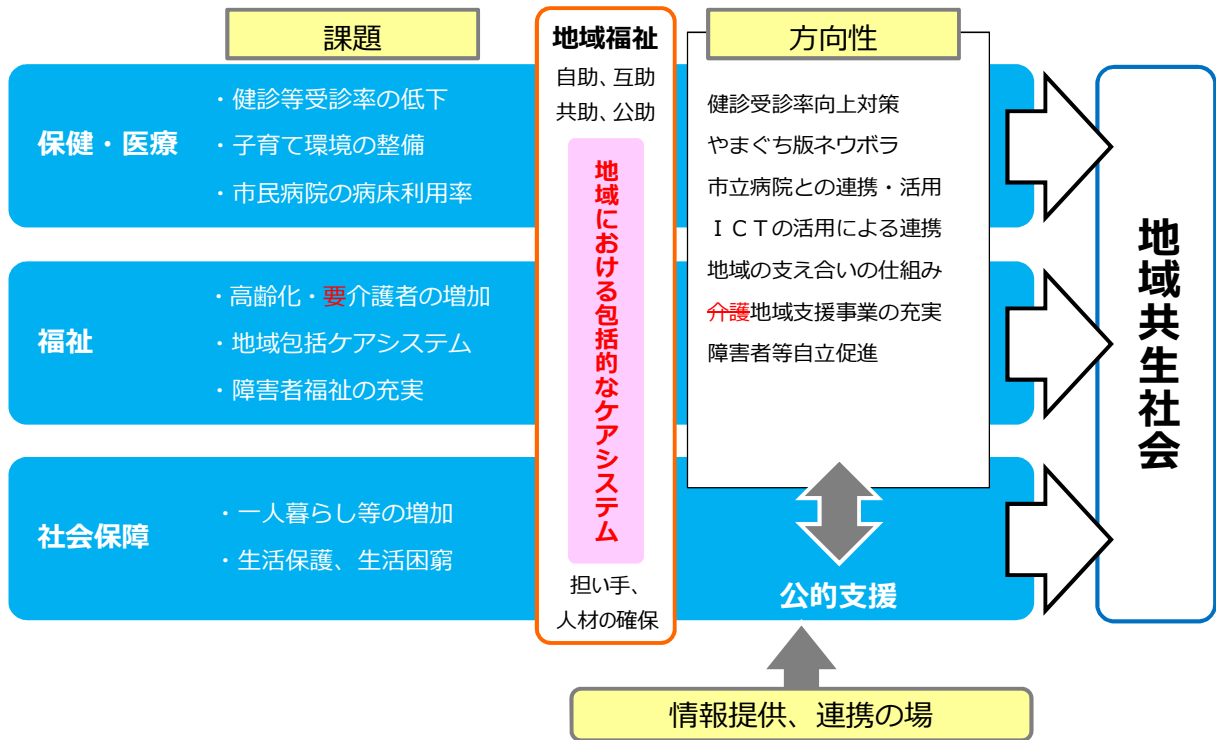 課題
地域福祉
方向性
自助、互助
共助、公助
地域における包括的なケアシステム
担い手、
人材の確保
保健・医療
・健診等受診率の低下
・子育て環境の整備
・市民病院の病床利用率
福祉
・高齢化・要介護者の増加
・地域包括ケアシステム
・障害者福祉の充実
社会保障
・一人暮らし等の増加
・生活保護、生活困窮
健診受診率向上対策
やまぐち版ネウボラ
市立病院との連携・活用
ＩＣＴの活用による連携
地域の支え合いの仕組み
介護地域支援事業の充実
障害者等自立促進
公的支援
地域共生社会
情報提供、連携の場